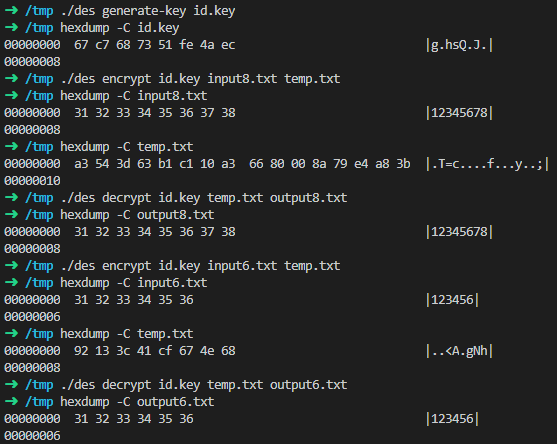 ➜ /tmp ./des generate-key id.key
➜ /tmp hexdump -C id.key
00000000 67 c7 68 73 51 fe 4a ec |g.hsQ.J.|
00000008
➜ /tmp ./des encrypt id.key input8.txt temp.txt
➜ /tmp hexdump -C input8.txt
00000000 31 32 33 34 35 36 37 38 |12345678|
00000008
➜ /tmp hexdump -C temp.txt
00000000 a3 54 3d 63 b1 c1 10 a3 66 80 00 8a 79 e4 a8 3b |.T=c....f...y..;|
00000010
➜ /tmp ./des decrypt id.key temp.txt output8.txt
➜ /tmp hexdump -C output8.txt
00000000 31 32 33 34 35 36 37 38 |12345678|
00000008
➜ /tmp ./des encrypt id.key input6.txt temp.txt
➜ /tmp hexdump -C input6.txt
00000000 31 32 33 34 35 36 |123456|
00000006
➜ /tmp hexdump -C temp.txt
00000000 92 13 3c 41 cf 67 4e 68 |..<A.gNh|
00000008
➜ /tmp ./des decrypt id.key temp.txt output6.txt
➜ /tmp hexdump -C output6.txt
00000000 31 32 33 34 35 36 |123456|
00000006